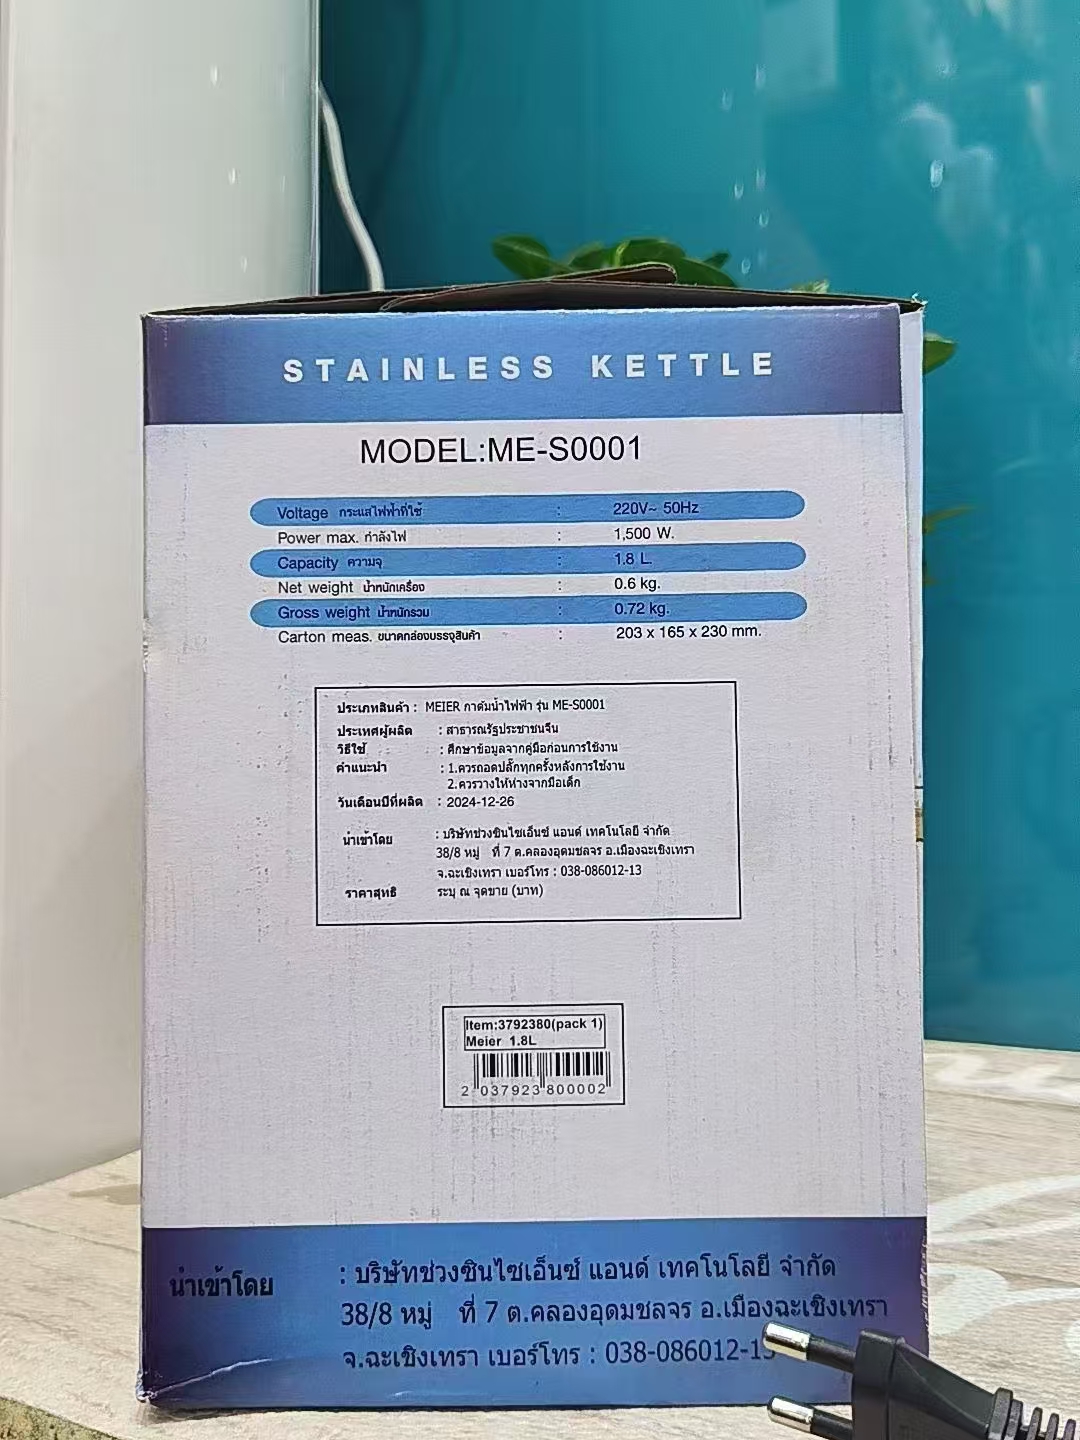 STAINLESS KETTLE
MODEL:ME-S0001
Voltage กระแสไฟฟ้าที่ใช้ : 220V~ 50Hz
Power max. กำลังไฟ : 1,500 W.
Capacity ความจุ : 1.8 L.
Net weight น้ำหนักเครื่อง : 0.6 kg.
Gross weight น้ำหนักรวม : 0.72 kg.
Carton meas. ขนาดกล่องบรรจุสินค้า : 203 x 165 x 230 mm.
ประเภทสินค้า : MEIER กาต้มน้ำไฟฟ้า รุ่น ME-S0001
ประเทศผู้ผลิต : สาธารณรัฐประชาชนจีน
วิธีใช้ : ศึกษาข้อมูลจากคู่มือก่อนการใช้งาน
คำแนะนำ : 1.ควรถอดปลั๊กทุกครั้งหลังการใช้งาน
2.ควรวางให้ห่างจากมือเด็ก
วันเดือนปีที่ผลิต : 2024-12-26
นำเข้าโดย : บริษัทช่วงซินไซเอ็นซ์ แอนด์ เทคโนโลยี จำกัด
38/8 หมู่ ที่ 7 ต.คลองอุดมชลจร อ.เมืองฉะเชิงเทรา
จ.ฉะเชิงเทรา เบอร์โทร : 038-086012-13
ราคาสุทธิ ระบุ ณ จุดขาย (บาท)
Item:3792380(pack 1)
Meier 1.8L
2 037923 800002
นำเข้าโดย : บริษัทช่วงซินไซเอ็นซ์ แอนด์ เทคโนโลยี จำกัด
38/8 หมู่ ที่ 7 ต.คลองอุดมชลจร อ.เมืองฉะเชิงเทรา
จ.ฉะเชิงเทรา เบอร์โทร : 038-086012-13